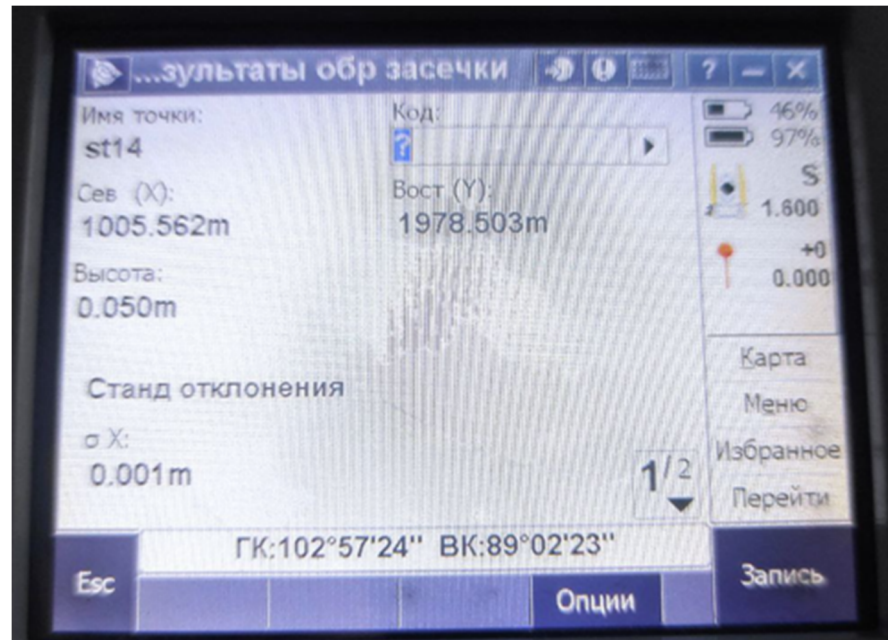 ...зультаты обр засечки ? – X
Имя точки: Код:
st14 ?
Сев (X): Вост (Y):
1005.562m 1978.503m
Высота:
0.050m
Станд отклонения
σ X:
0.001m
1/2
46%
97%
S
1.600
+0
0.000
Карта
Меню
Избранное
Перейти
ГК:102°57'24" ВК:89°02'23"
Esc Опции Запись